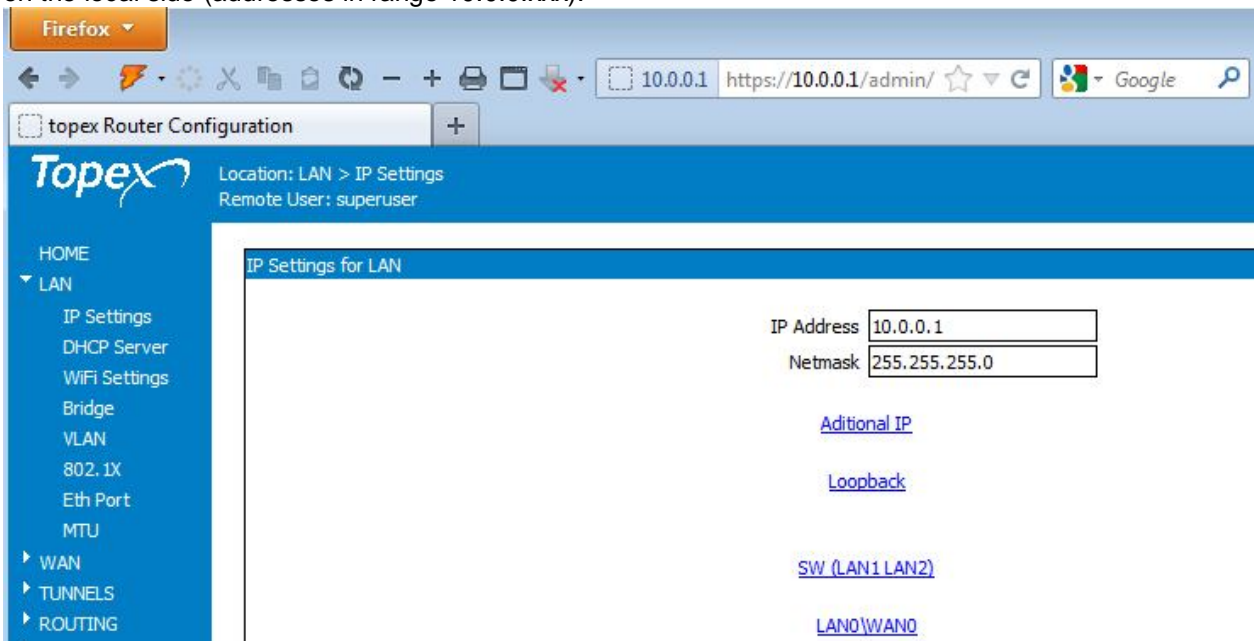 on the local side (addresses in range 10.0.0.xxx).
Firefox
10.0.0.1 https://10.0.0.1/admin/ Google
topex Router Configuration +
Topex
Location: LAN > IP Settings
Remote User: superuser
HOME
LAN
IP Settings
DHCP Server
WiFi Settings
Bridge
VLAN
802.1X
Eth Port
MTU
WAN
TUNNELS
ROUTING
IP Settings for LAN
IP Address 10.0.0.1
Netmask 255.255.255.0
Aditional IP
Loopback
SW (LAN1 LAN2)
LAN0\WAN0